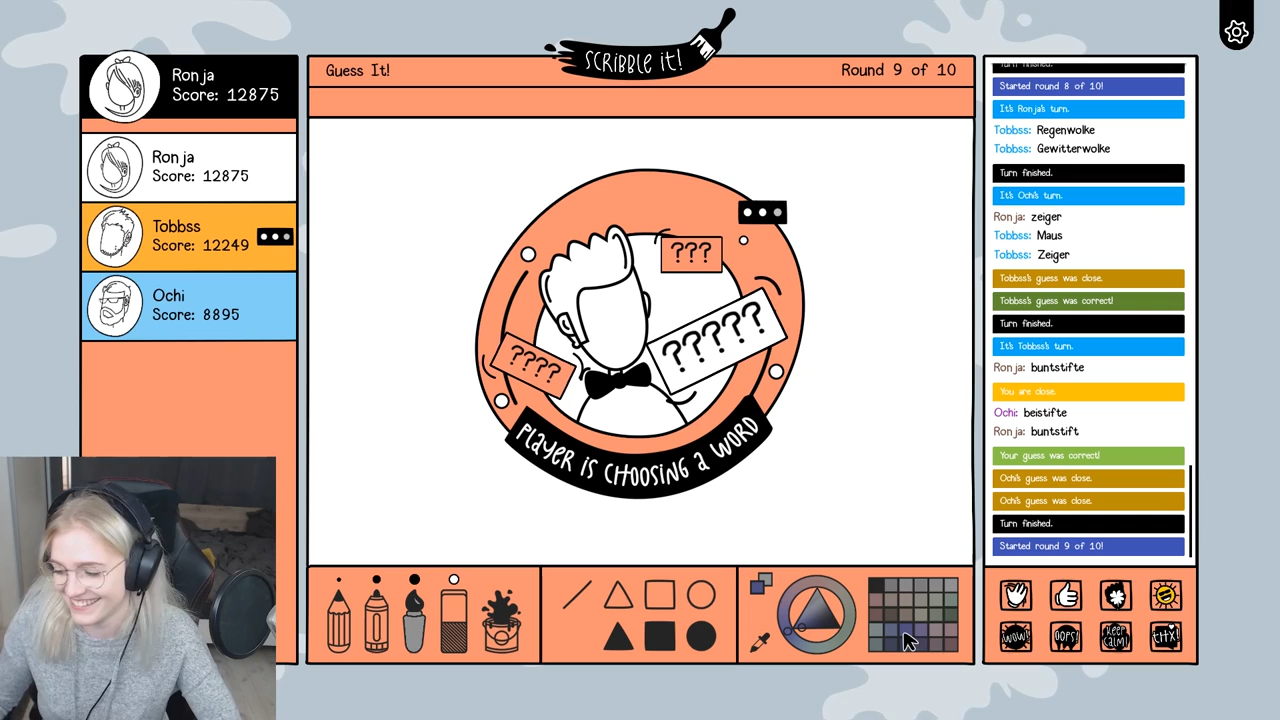 SCRIBBLE iT!
Ronja
Score: 12875
Ronja
Score: 12875
Tobbss
Score: 12249
Ochi
Score: 8895
Guess It!
Round 9 of 10
???
?????
????
PLAYER iS CHOOSiNG a WORD
Turn finished.
Started round 8 of 10!
It's Ronja's turn.
Tobbss: Regenwolke
Tobbss: Gewitterwolke
Turn finished.
It's Ochi's turn.
Ronja: zeiger
Tobbss: Maus
Tobbss: Zeiger
Tobbss's guess was close.
Tobbss's guess was correct!
Turn finished.
It's Tobbss's turn.
Ronja: buntstifte
You are close.
Ochi: beistifte
Ronja: buntstift
Your guess was correct!
Ochi's guess was close.
Ochi's guess was close.
Turn finished.
Started round 9 of 10!
WOW!
OOPS!
KEEP CALM!
THX!